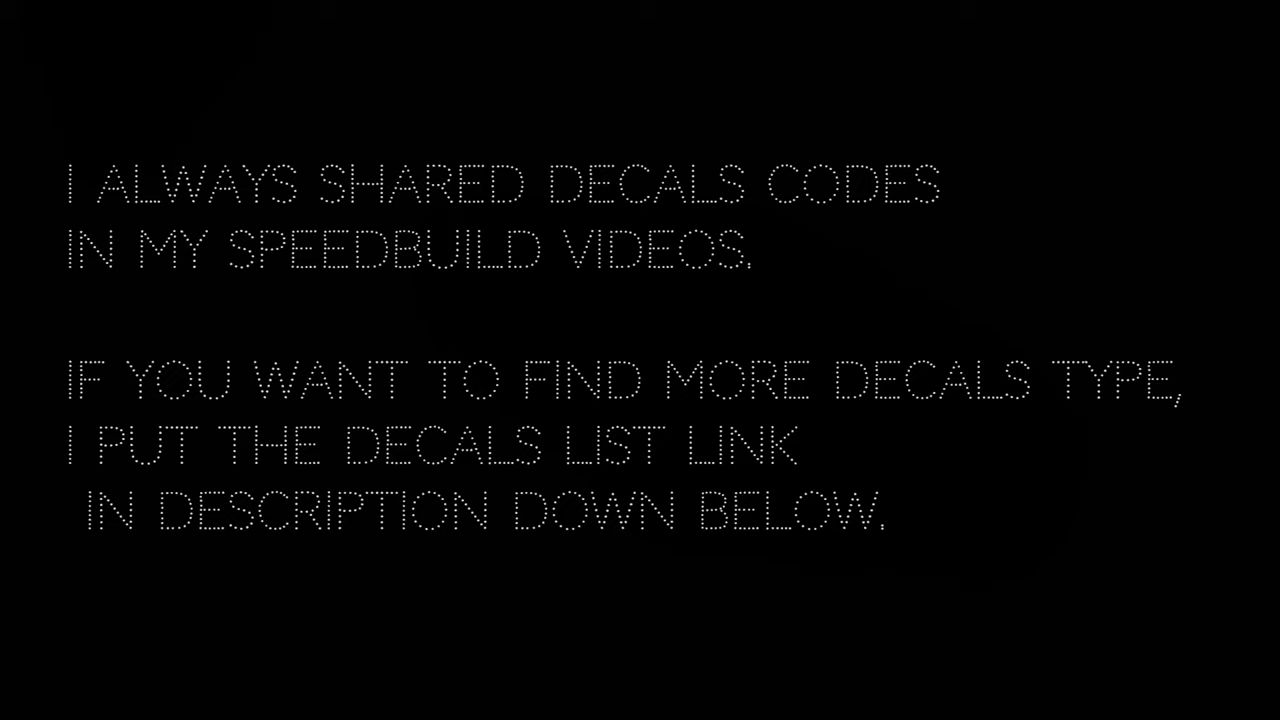 I ALWAYS SHARED DECALS CODES
IN MY SPEEDBUILD VIDEOS.
IF YOU WANT TO FIND MORE DECALS TYPE,
I PUT THE DECALS LIST LINK
IN DESCRIPTION DOWN BELOW.